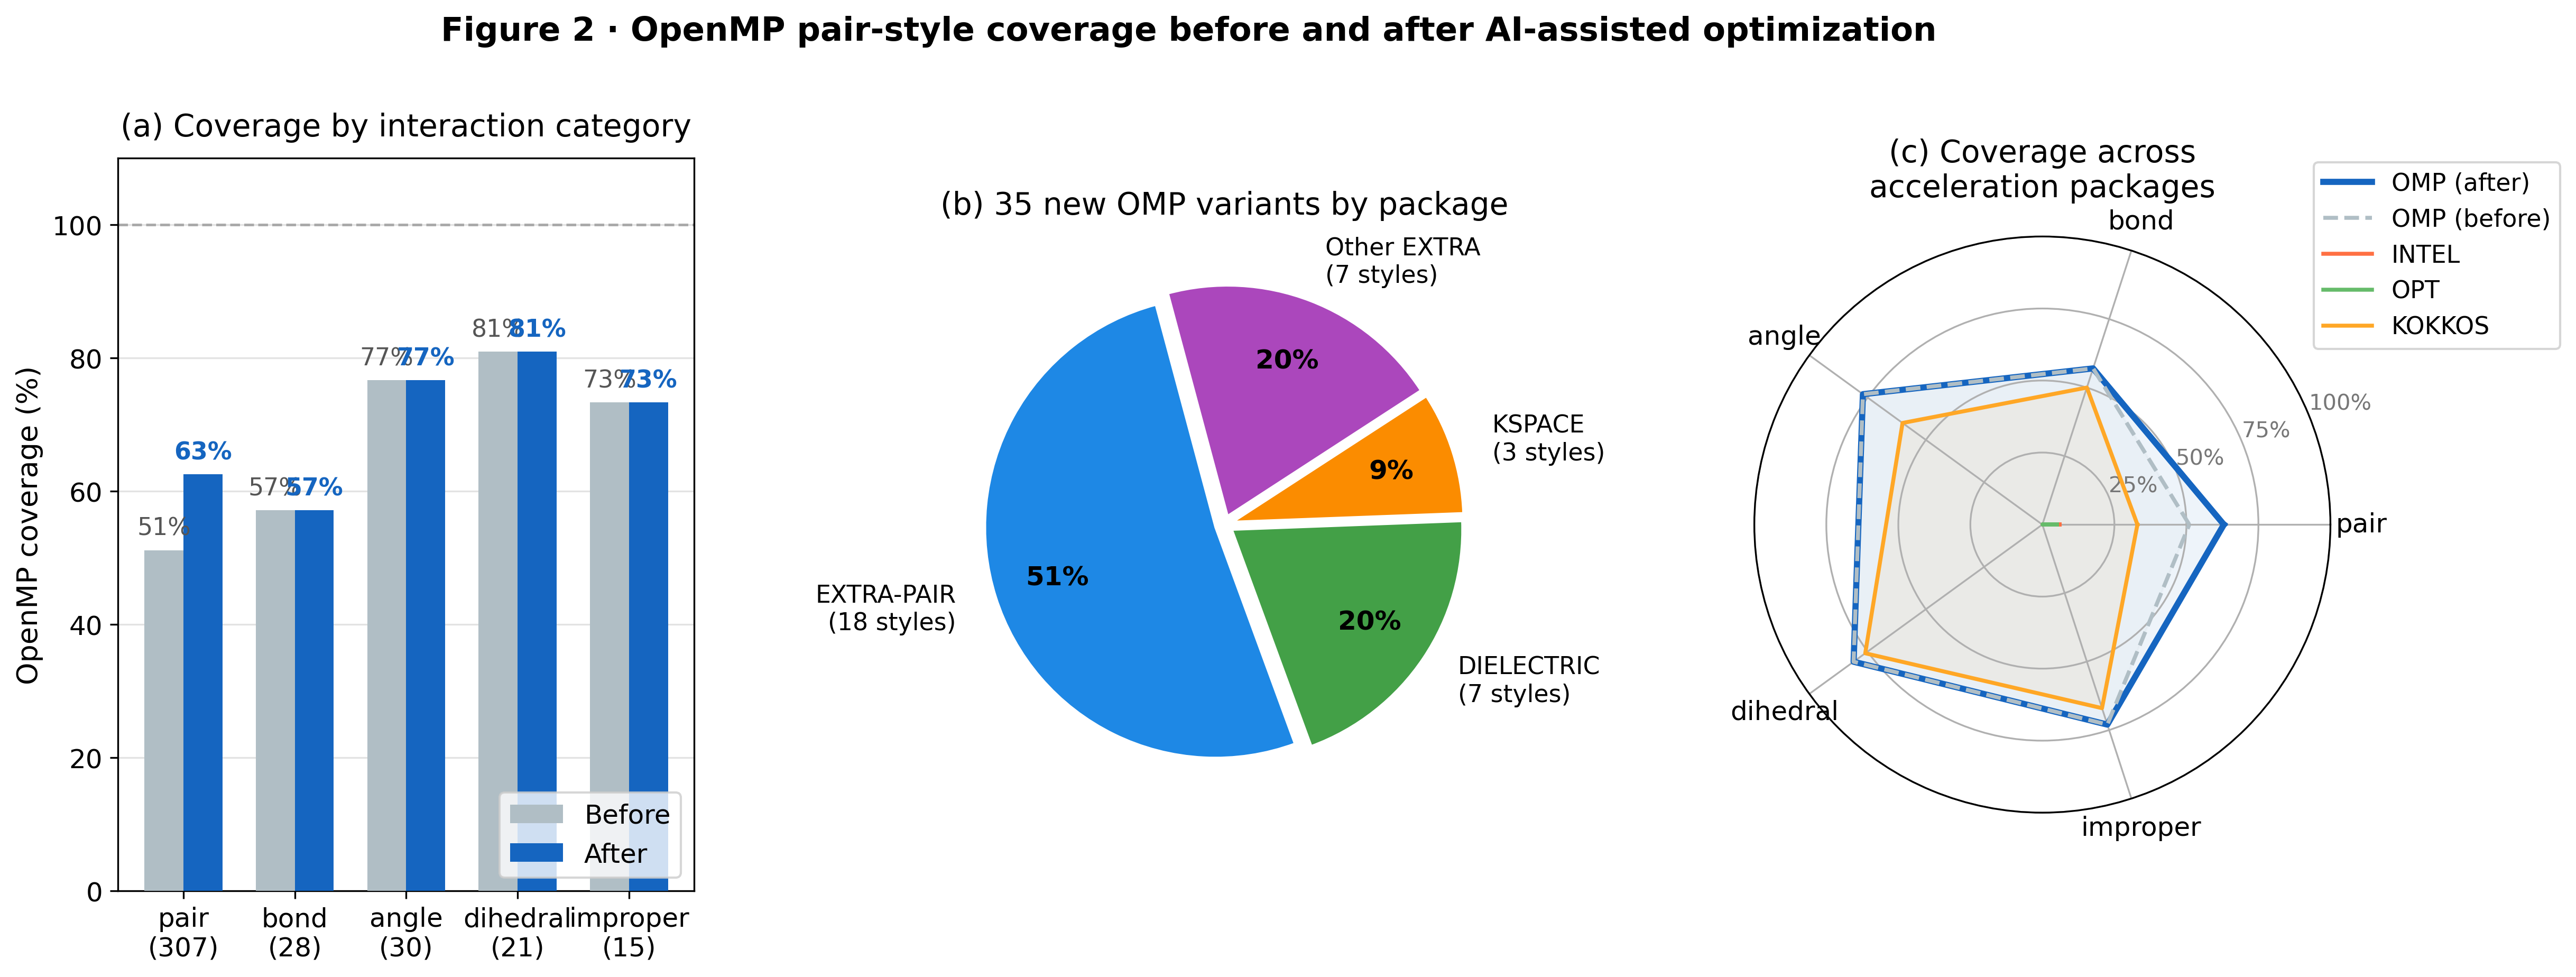 Figure 2 · OpenMP pair-style coverage before and after AI-assisted optimization
(a) Coverage by interaction category
OpenMP coverage (%)
100
80
60
40
20
0
51%
63%
57%
57%
77%
77%
81%
81%
73%
73%
Before
After
pair
(307)
bond
(28)
angle
(30)
dihedral
(21)
improper
(15)
(b) 35 new OMP variants by package
Other EXTRA
(7 styles)
20%
KSPACE
(3 styles)
9%
EXTRA-PAIR
(18 styles)
51%
DIELECTRIC
(7 styles)
20%
(c) Coverage across
acceleration packages
bond
angle
pair
dihedral
improper
25%
50%
75%
100%
OMP (after)
OMP (before)
INTEL
OPT
KOKKOS